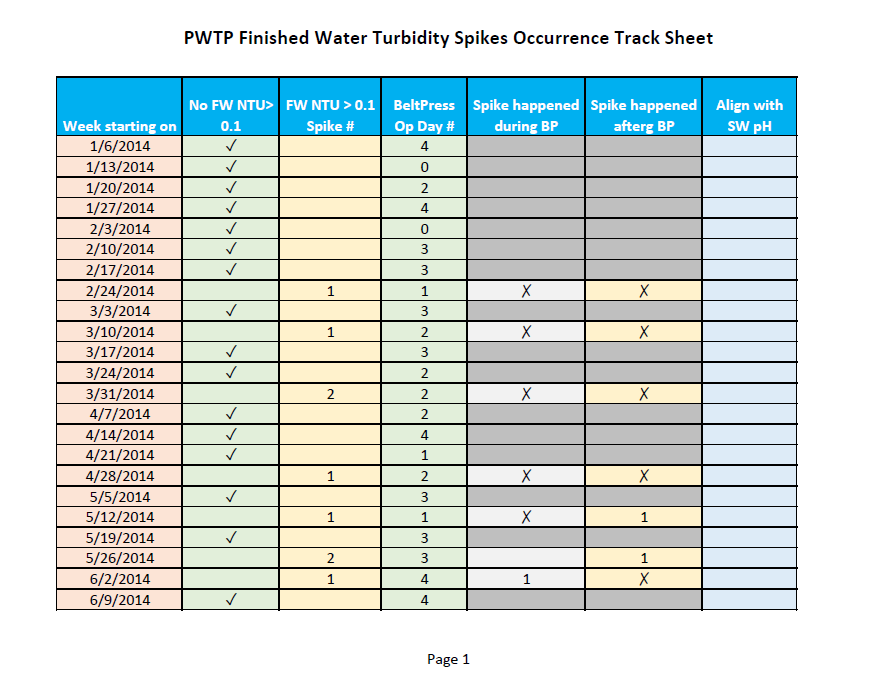 PWTP Finished Water Turbidity Spikes Occurrence Track Sheet
Week starting on | No FW NTU> 0.1 | FW NTU > 0.1 Spike # | BeltPress Op Day # | Spike happened during BP | Spike happened afterg BP | Align with SW pH
1/6/2014 ✓ 4
1/13/2014 ✓ 0
1/20/2014 ✓ 2
1/27/2014 ✓ 4
2/3/2014 ✓ 0
2/10/2014 ✓ 3
2/17/2014 ✓ 3
2/24/2014 1 1 ✗ ✗
3/3/2014 ✓ 3
3/10/2014 1 2 ✗ ✗
3/17/2014 ✓ 3
3/24/2014 ✓ 2
3/31/2014 2 2 ✗ ✗
4/7/2014 ✓ 2
4/14/2014 ✓ 4
4/21/2014 ✓ 1
4/28/2014 1 2 ✗ ✗
5/5/2014 ✓ 3
5/12/2014 1 1 ✗ 1
5/19/2014 ✓ 3
5/26/2014 2 3 1
6/2/2014 1 4 1 ✗
6/9/2014 ✓ 4
Page 1